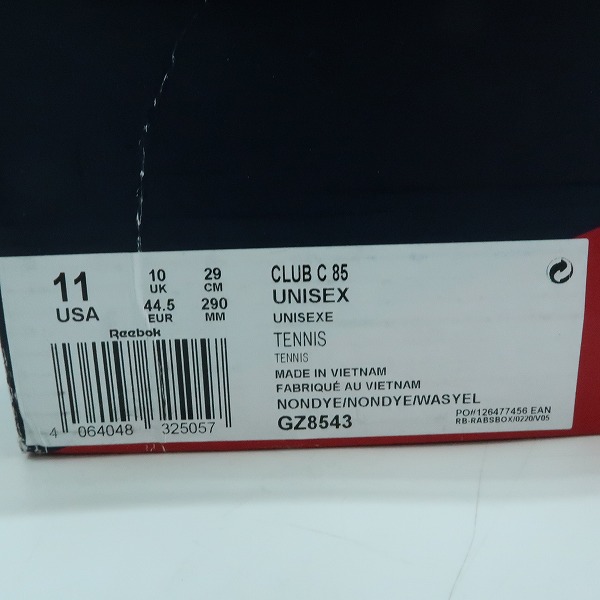 11
USA
10
UK
29
CM
44.5
EUR
290
MM
Reebok
4 064048 325057
CLUB C 85
UNISEX
UNISEXE
TENNIS
TENNIS
MADE IN VIETNAM
FABRIQUÉ AU VIETNAM
NONDYE/NONDYE/WASYEL
GZ8543
PO#126477456 EAN
RB-RABSBOX/0220/V05